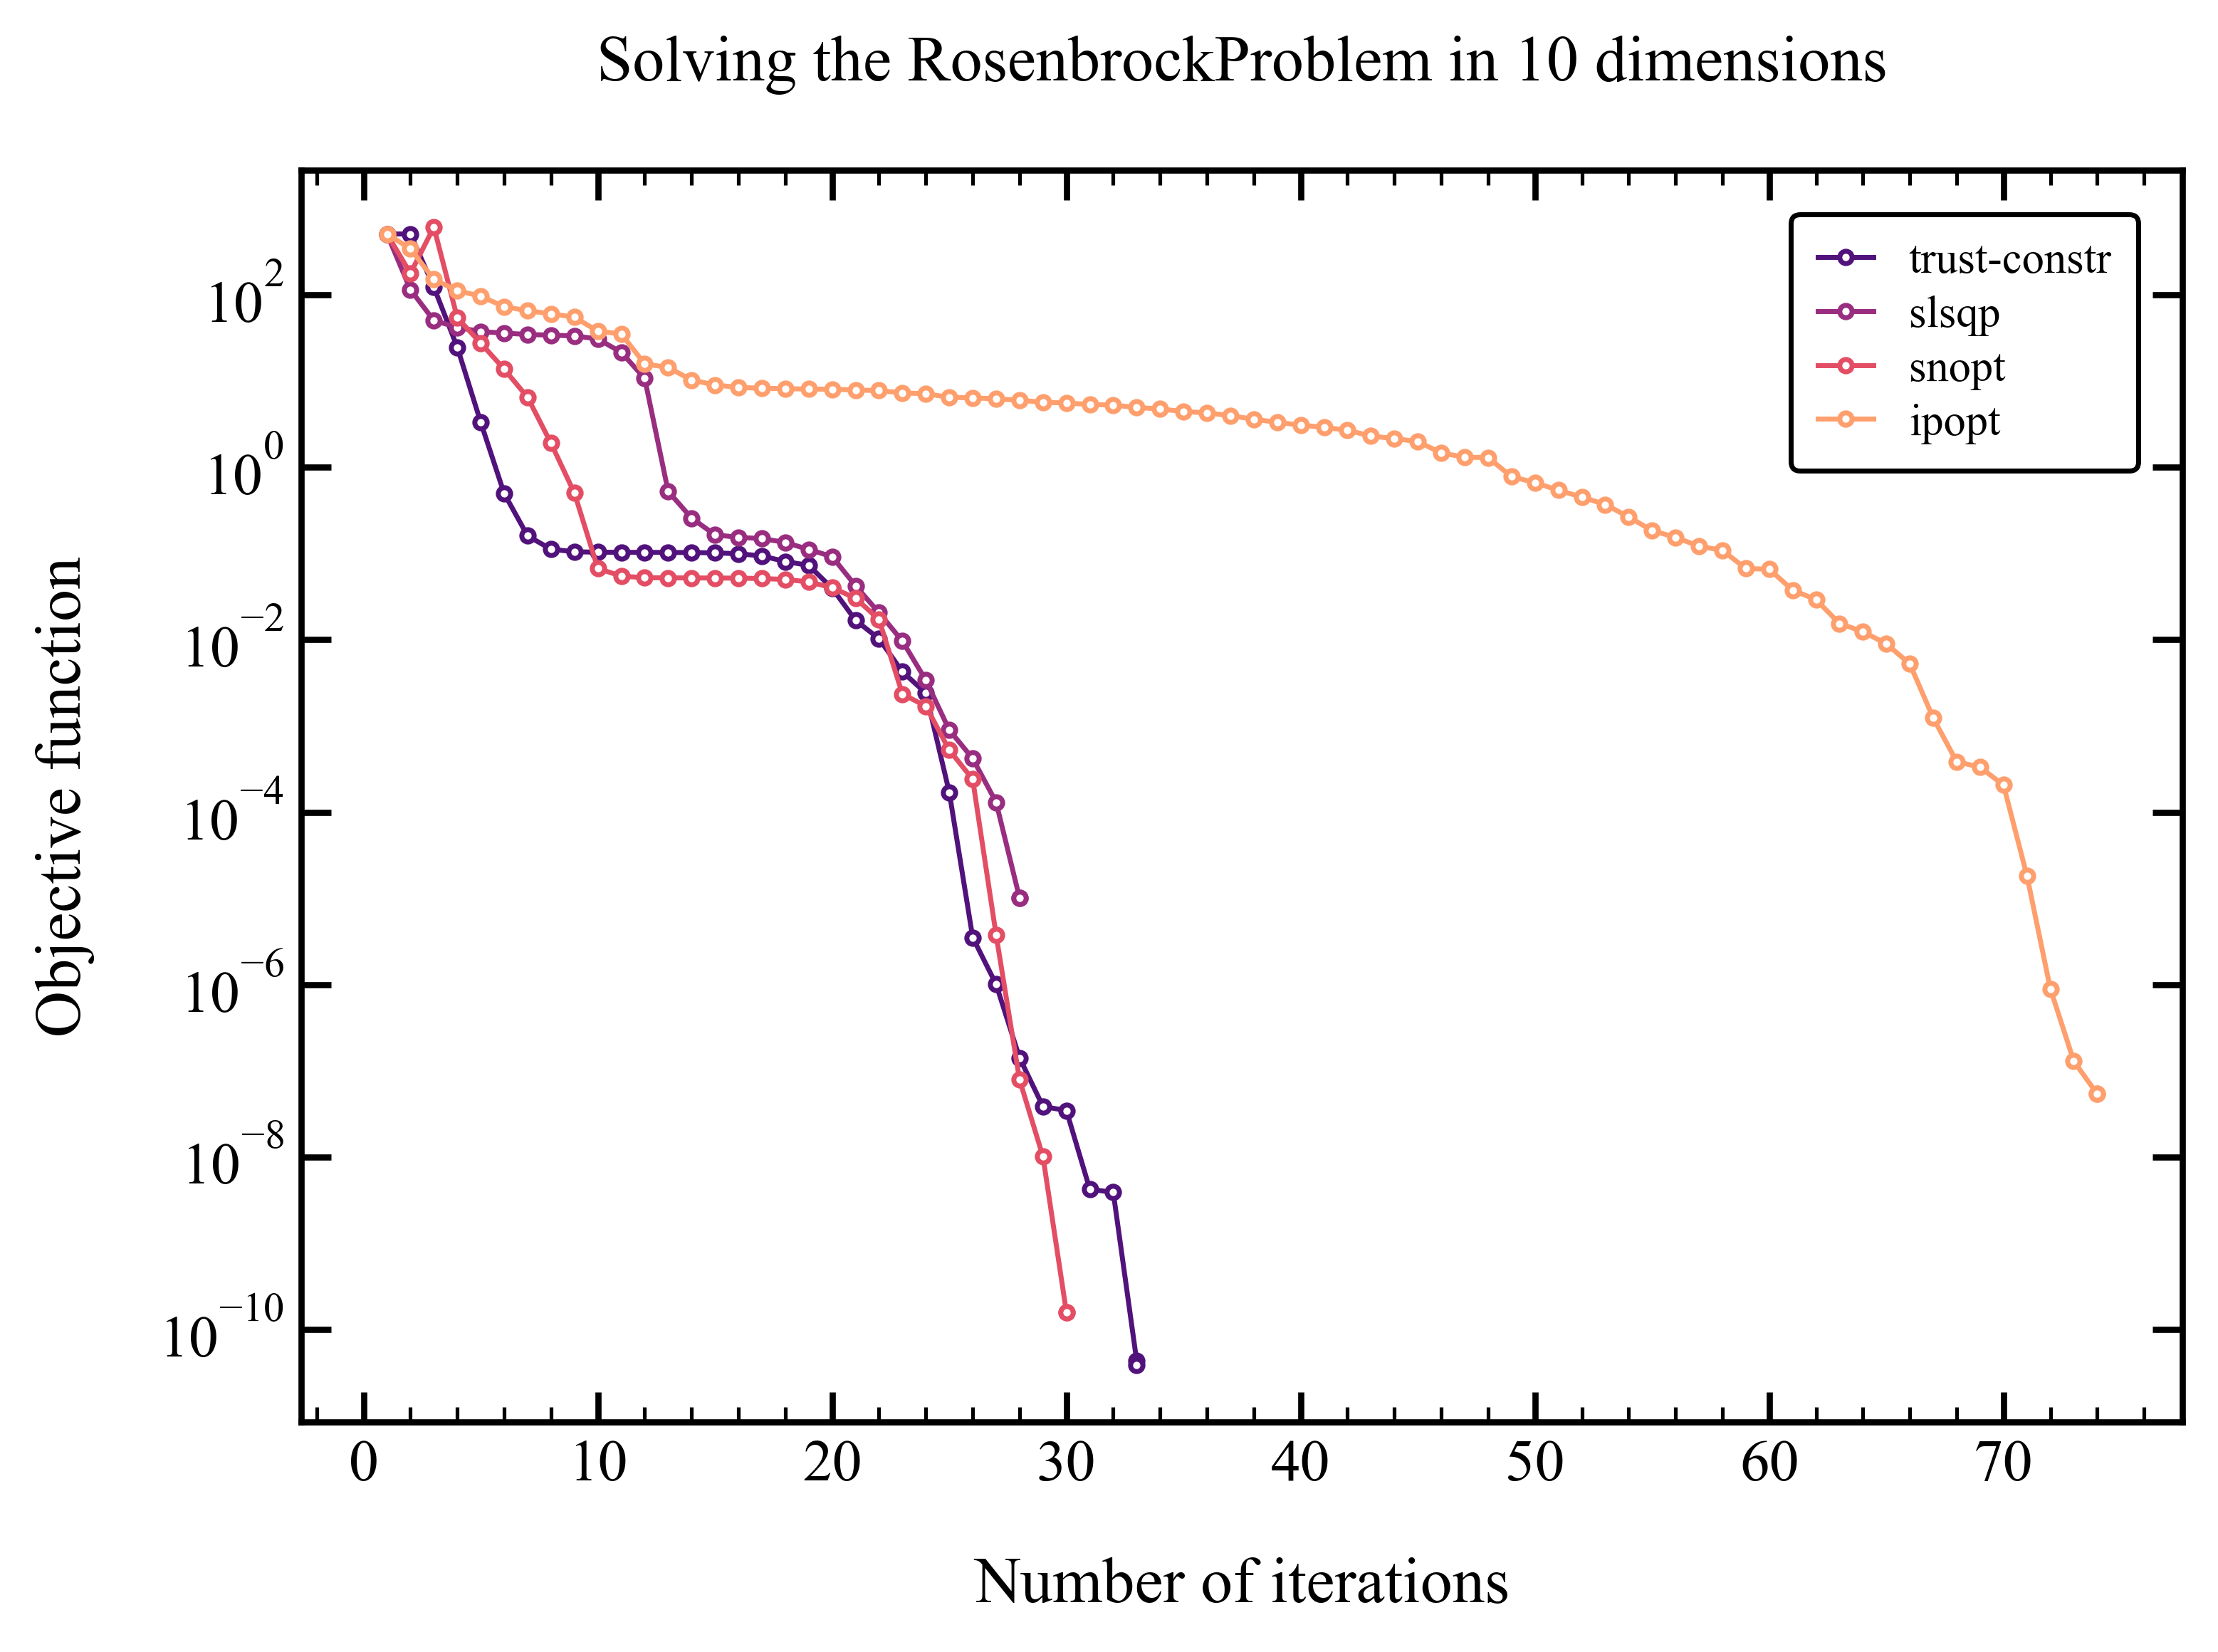 Solving the RosenbrockProblem in 10 dimensions
trust-constr
slsqp
snopt
ipopt
Objective function
10^2
10^0
10^−2
10^−4
10^−6
10^−8
10^−10
0 10 20 30 40 50 60 70
Number of iterations